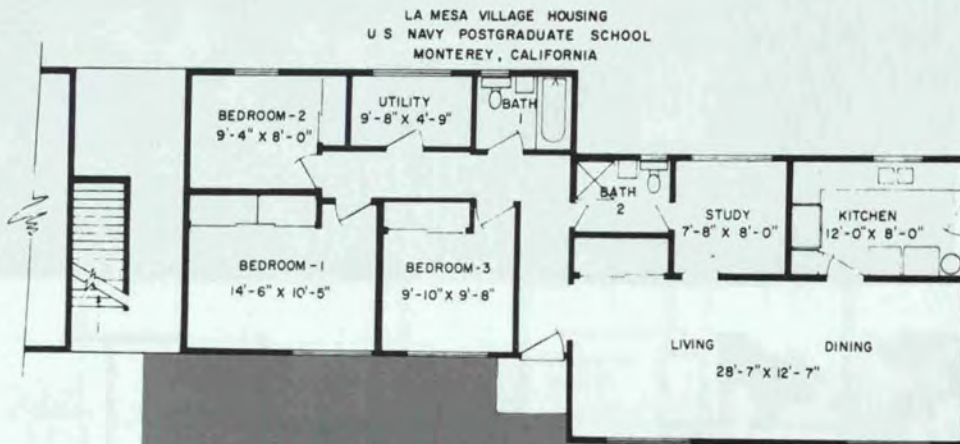 LA MESA VILLAGE HOUSING
U S NAVY POSTGRADUATE SCHOOL
MONTEREY, CALIFORNIA
BEDROOM-2
9'-4" X 8'-0"
UTILITY
9'-8" X 4'-9"
BATH
1
BATH
2
STUDY
7'-8" X 8'-0"
KITCHEN
12'-0" X 8'-0"
BEDROOM-1
14'-6" X 10'-5"
BEDROOM-3
9'-10" X 9'-8"
LIVING
DINING
28'-7" X 12'-7"